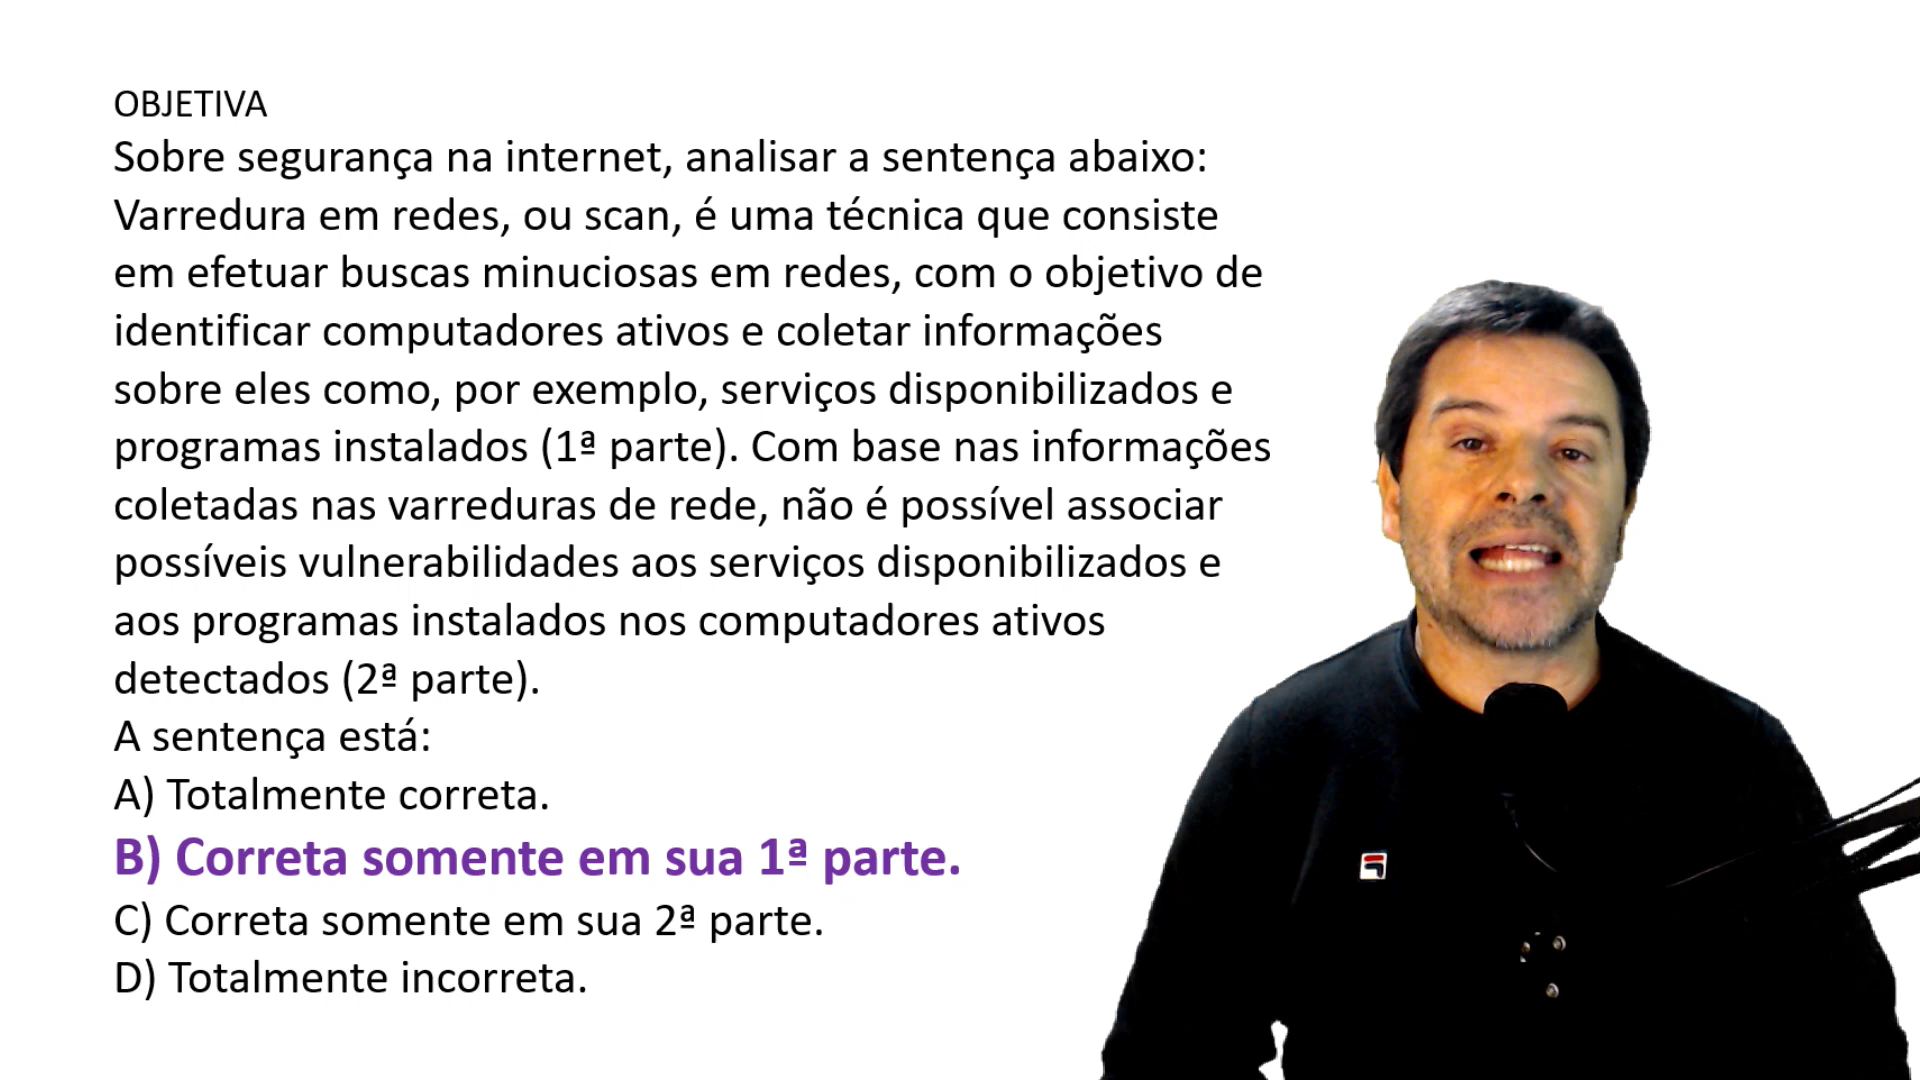 OBJETIVA
Sobre segurança na internet, analisar a sentença abaixo:
Varredura em redes, ou scan, é uma técnica que consiste
em efetuar buscas minuciosas em redes, com o objetivo de
identificar computadores ativos e coletar informações
sobre eles como, por exemplo, serviços disponibilizados e
programas instalados (1ª parte). Com base nas informações
coletadas nas varreduras de rede, não é possível associar
possíveis vulnerabilidades aos serviços disponibilizados e
aos programas instalados nos computadores ativos
detectados (2ª parte).
A sentença está:
A) Totalmente correta.
B) Correta somente em sua 1ª parte.
C) Correta somente em sua 2ª parte.
D) Totalmente incorreta.